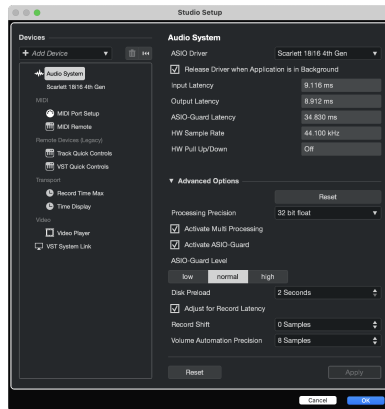 Studio Setup
Devices
+ Add Device
Audio System
Scarlett 18i16 4th Gen
MIDI
MIDI Port Setup
MIDI Remote
Remote Devices (Legacy)
Track Quick Controls
VST Quick Controls
Transport
Record Time Max
Time Display
Video
Video Player
VST System Link
Audio System
ASIO Driver Scarlett 18i16 4th Gen
Release Driver when Application is in Background
Input Latency 9.116 ms
Output Latency 8.912 ms
ASIO-Guard Latency 34.830 ms
HW Sample Rate 44.100 kHz
HW Pull Up/Down Off
Advanced Options
Reset
Processing Precision 32 bit float
Activate Multi Processing
Activate ASIO-Guard
ASIO-Guard Level
low normal high
Disk Preload 2 Seconds
Adjust for Record Latency
Record Shift 0 Samples
Volume Automation Precision 8 Samples
Reset Apply
Cancel OK